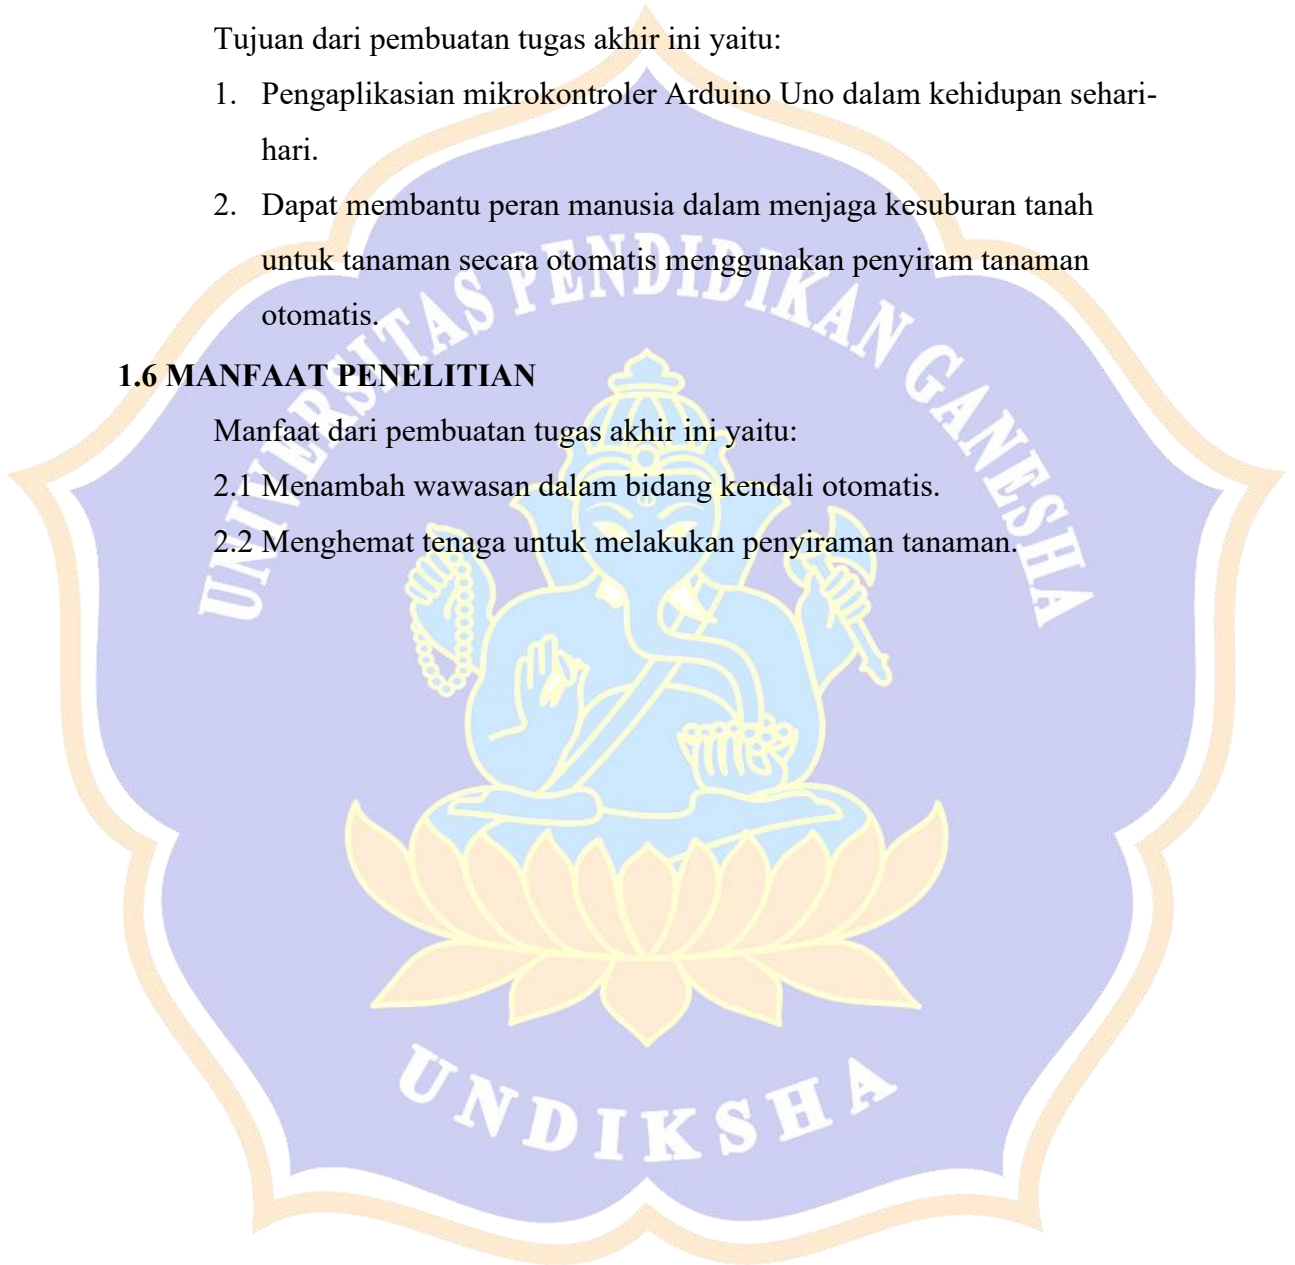 Tujuan dari pembuatan tugas akhir ini yaitu:
1. Pengaplikasian mikrokontroler Arduino Uno dalam kehidupan sehari-
hari.
2. Dapat membantu peran manusia dalam menjaga kesuburan tanah
untuk tanaman secara otomatis menggunakan penyiram tanaman
otomatis.
1.6 MANFAAT PENELITIAN
Manfaat dari pembuatan tugas akhir ini yaitu:
2.1 Menambah wawasan dalam bidang kendali otomatis.
2.2 Menghemat tenaga untuk melakukan penyiraman tanaman.
UNIVERSITAS PENDIDIKAN GANESHA
UNDIKSHA